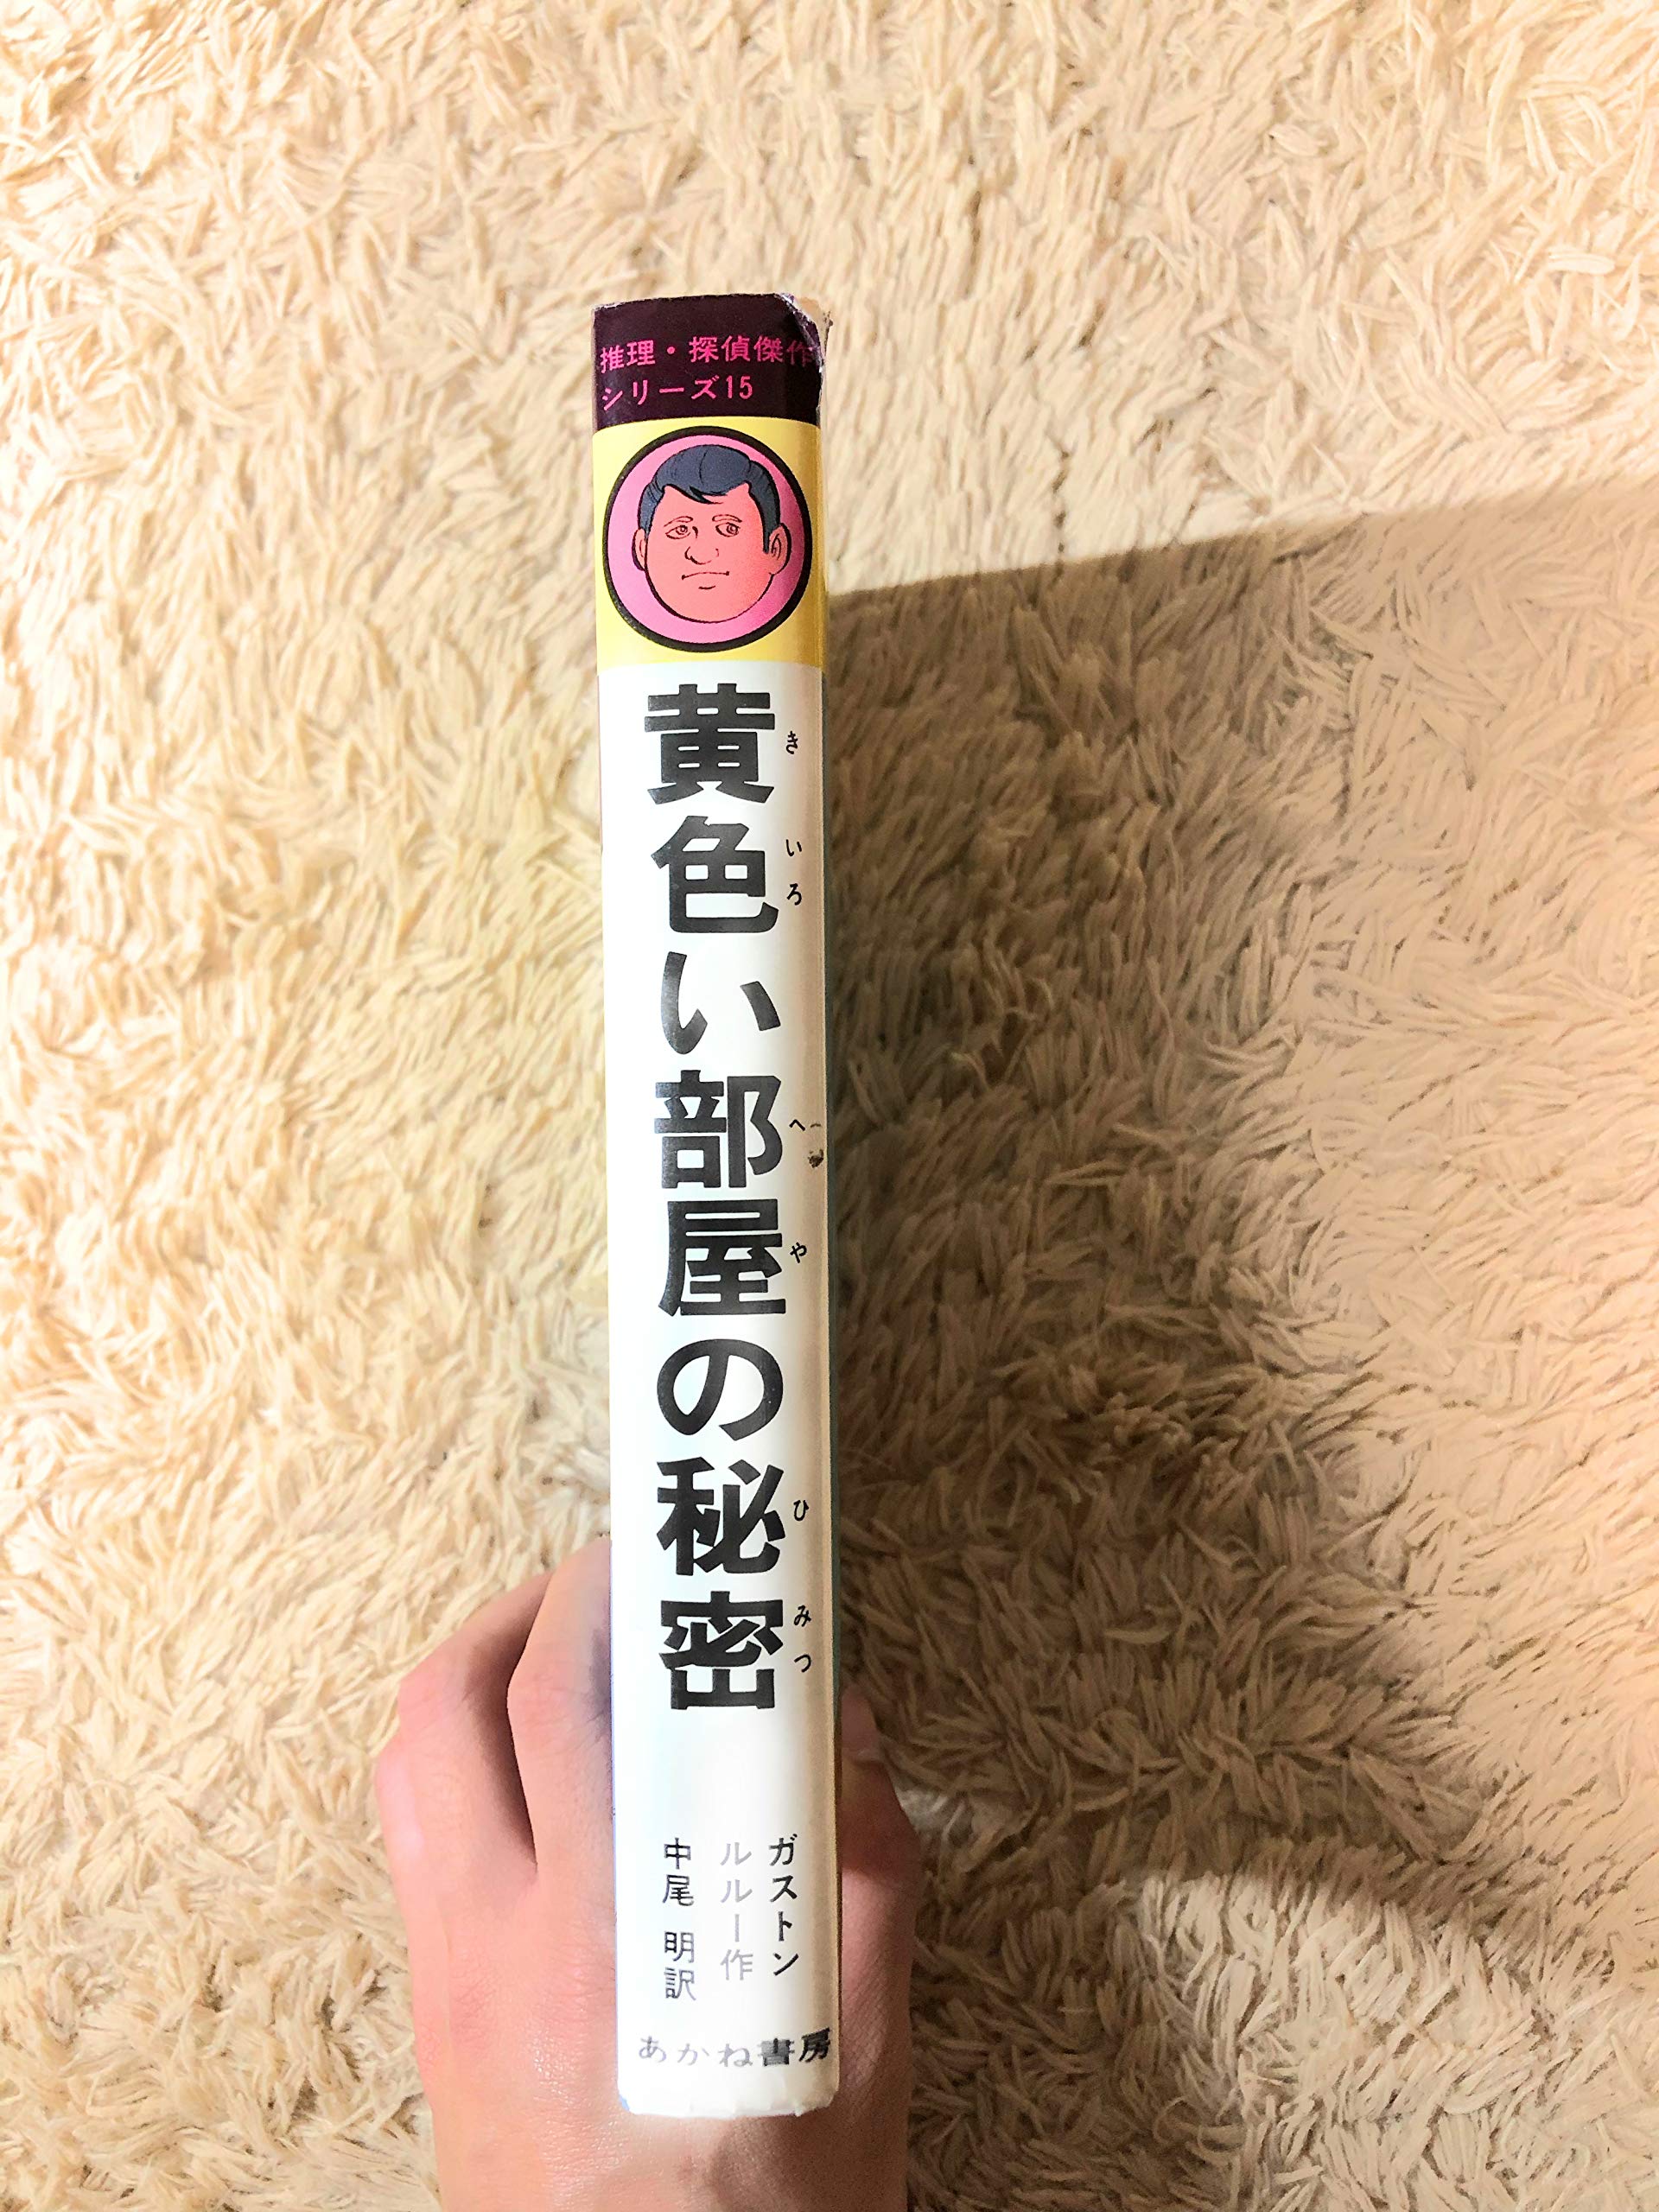 推理・探偵傑作
シリーズ15
黄色い部屋の秘密
きいろ へや ひみつ
ガストン
ルルー作
中尾 明訳
あかね書房